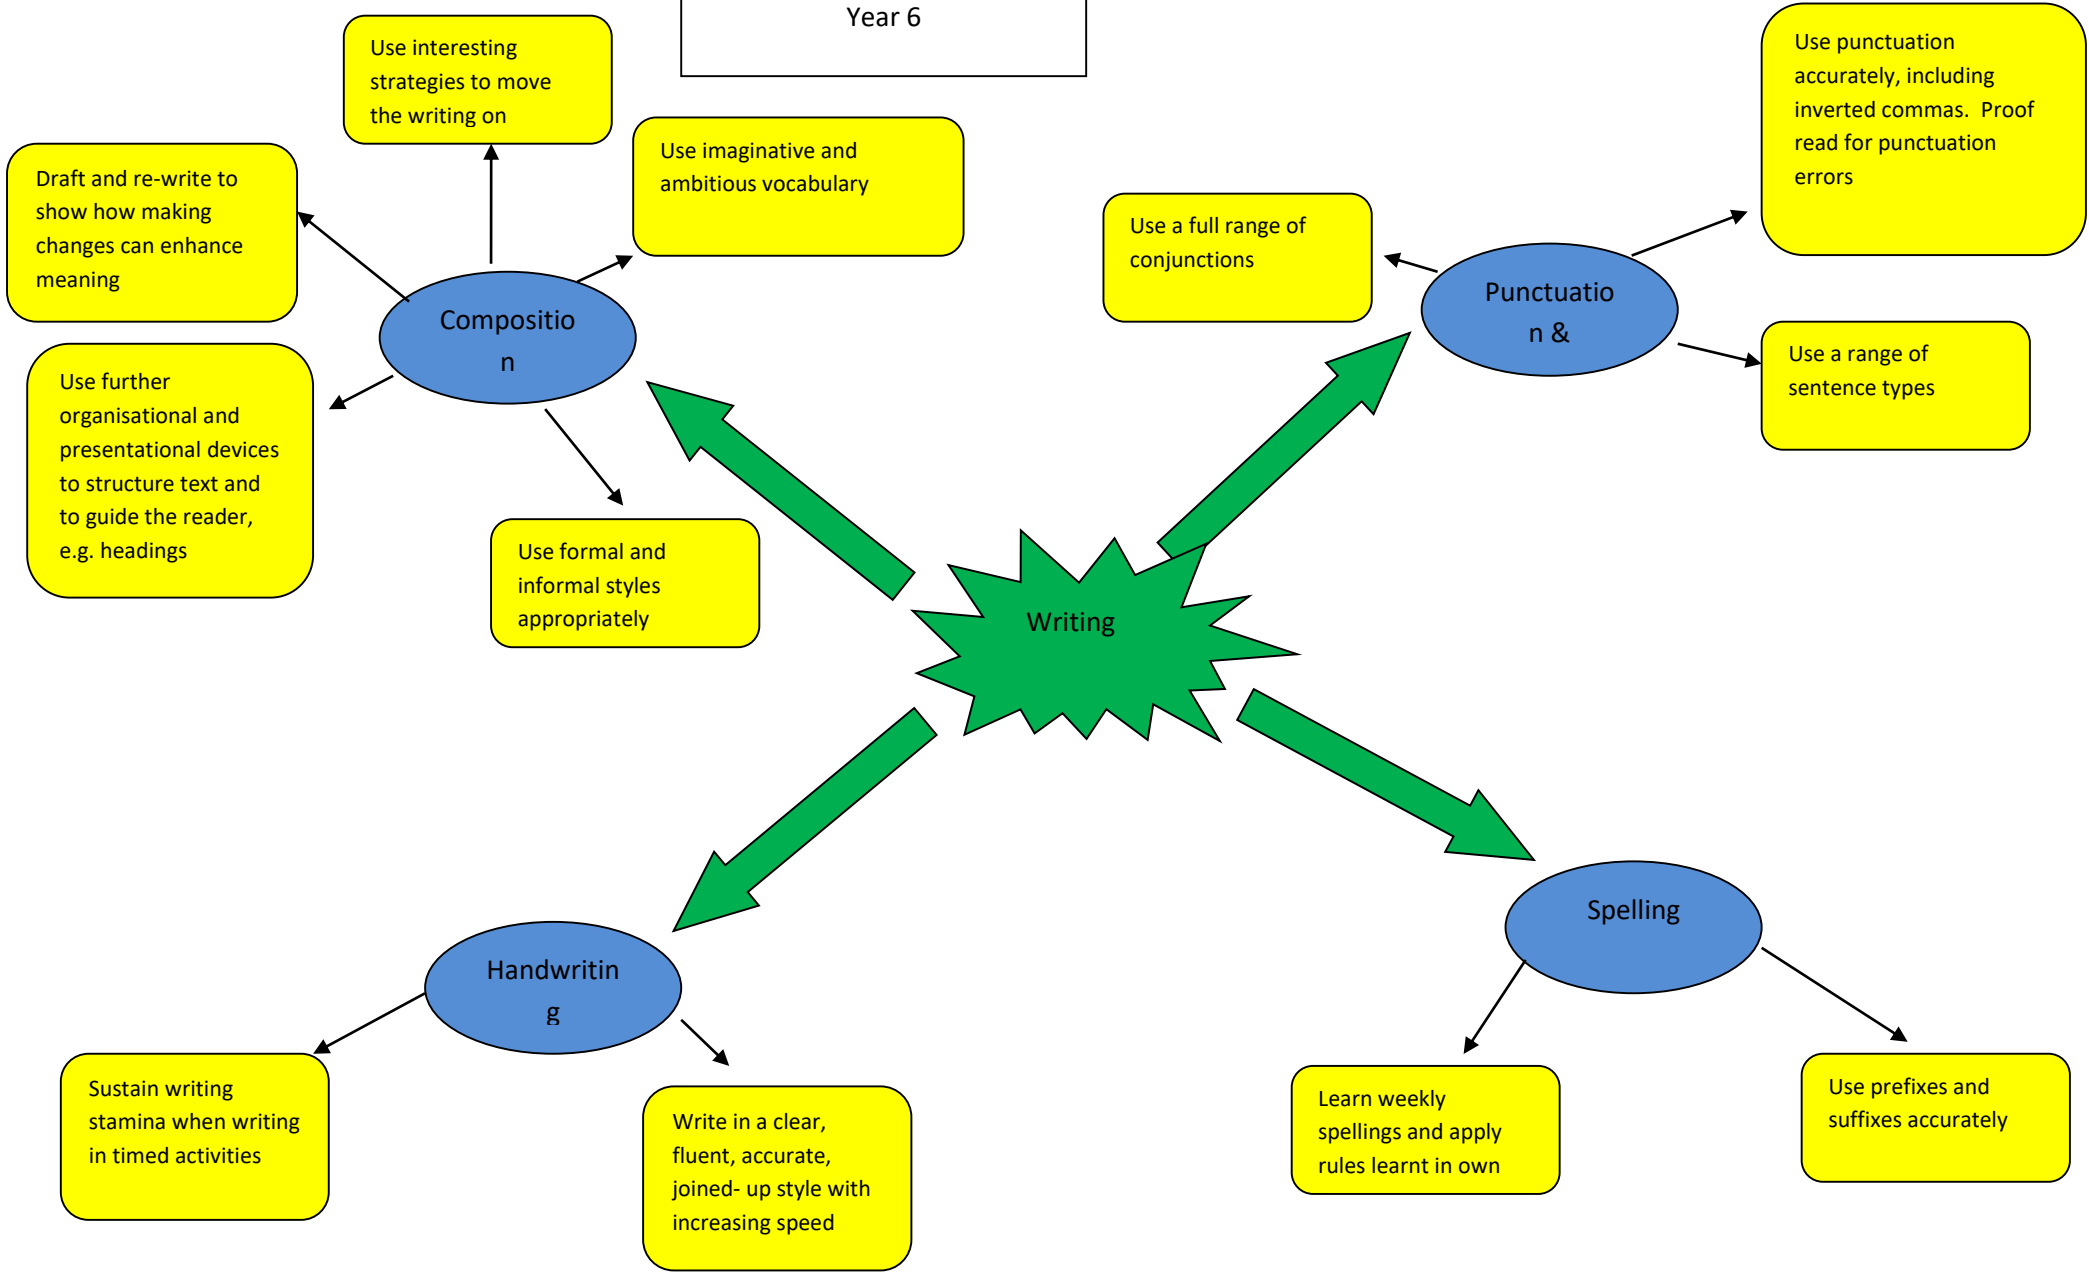 Year 6
Use interesting
strategies to move
the writing on
Use imaginative and
ambitious vocabulary
Draft and re-write to
show how making
changes can enhance
meaning
Compositio
n
Use further
organisational and
presentational devices
to structure text and
to guide the reader,
e.g. headings
Use formal and
informal styles
appropriately
Use punctuation
accurately, including
inverted commas.  Proof
read for punctuation
errors
Use a full range of
conjunctions
Punctuatio
n &
Use a range of
sentence types
Writing
Handwritin
g
Sustain writing
stamina when writing
in timed activities
Write in a clear,
fluent, accurate,
joined- up style with
increasing speed
Spelling
Learn weekly
spellings and apply
rules learnt in own
Use prefixes and
suffixes accurately